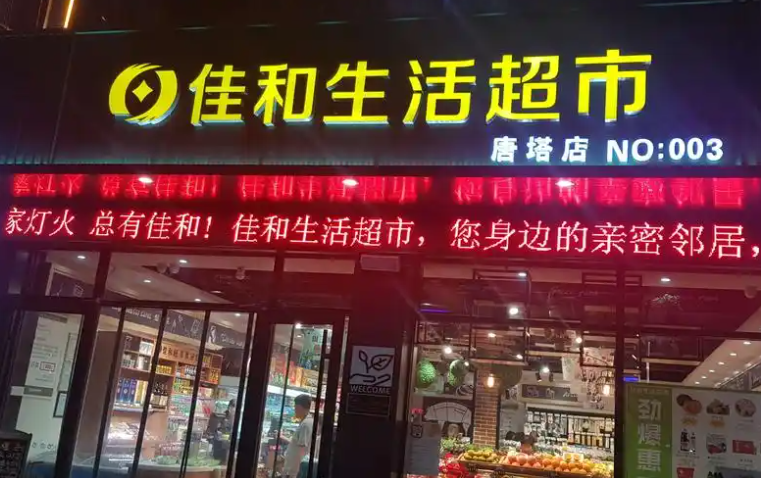 佳和生活超市
唐塔店 NO:003
家灯火 总有佳和！佳和生活超市，您身边的亲密邻居，
WELCOME
劲爆惠